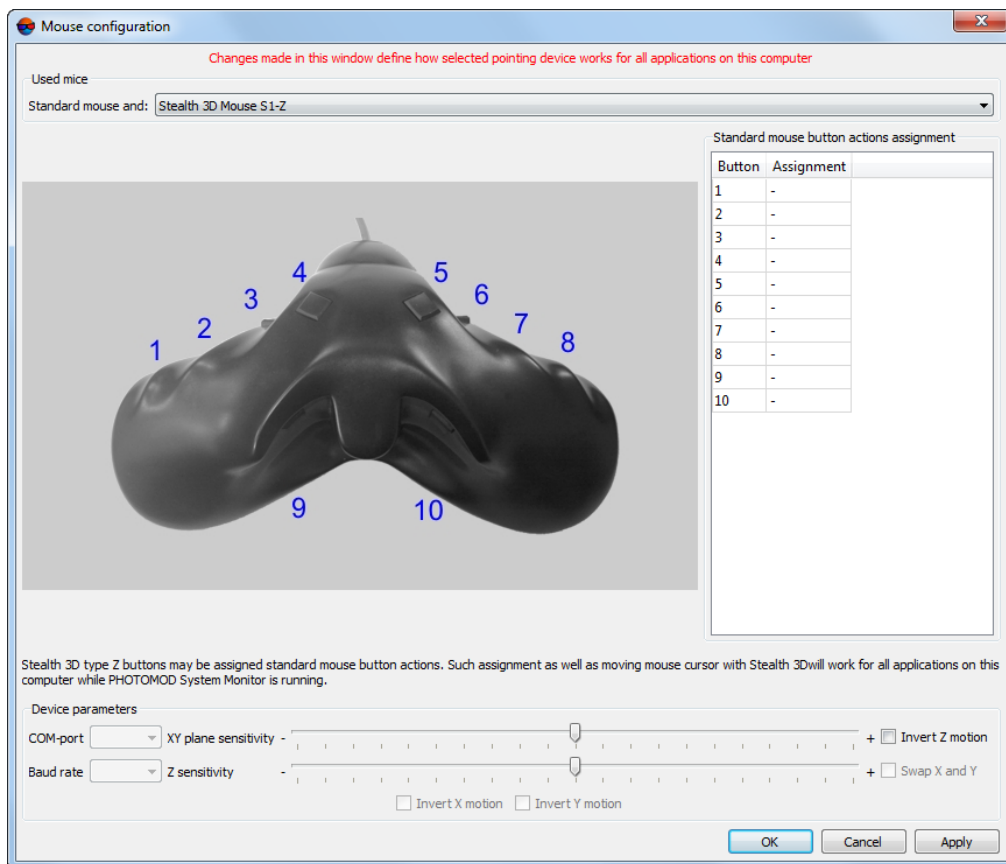 Mouse configuration
Changes made in this window define how selected pointing device works for all applications on this computer
Used mice
Standard mouse and: Stealth 3D Mouse S1-Z
Standard mouse button actions assignment
Button Assignment
1 -
2 -
3 -
4 -
5 -
6 -
7 -
8 -
9 -
10 -
4 5
3 6
2 7
1 8
9 10
Stealth 3D type Z buttons may be assigned standard mouse button actions. Such assignment as well as moving mouse cursor with Stealth 3Dwill work for all applications on this
computer while PHOTOMOD System Monitor is running.
Device parameters
COM-port XY plane sensitivity - + Invert Z motion
Baud rate Z sensitivity - + Swap X and Y
Invert X motion Invert Y motion
OK Cancel Apply